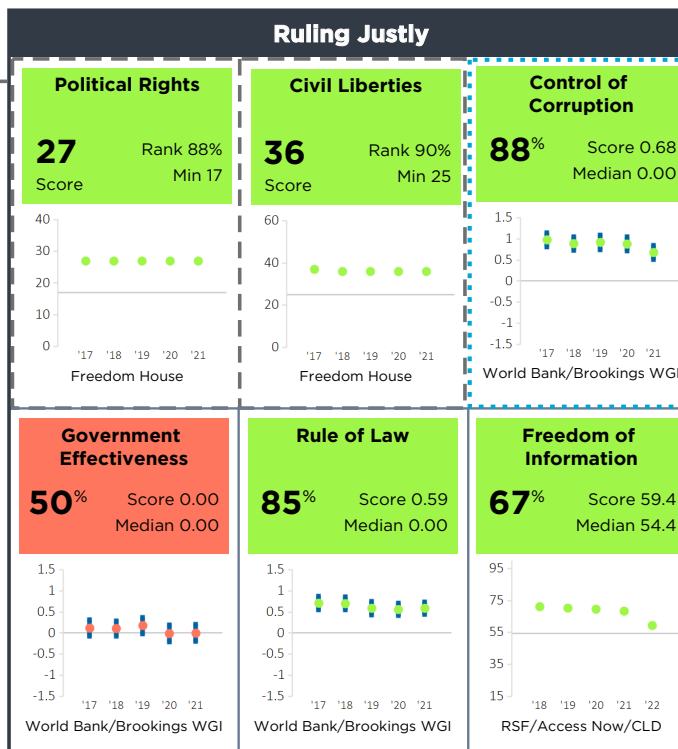 Ruling Justly
Political Rights
27
Score
Rank 88%
Min 17
40
30
20
10
0
'17 '18 '19 '20 '21
Freedom House
Civil Liberties
36
Score
Rank 90%
Min 25
60
40
20
0
'17 '18 '19 '20 '21
Freedom House
Control of
Corruption
88%
Score 0.68
Median 0.00
1.5
1
0.5
0
-0.5
-1
-1.5
'17 '18 '19 '20 '21
World Bank/Brookings WGI
Government
Effectiveness
50%
Score 0.00
Median 0.00
1.5
1
0.5
0
-0.5
-1
-1.5
'17 '18 '19 '20 '21
World Bank/Brookings WGI
Rule of Law
85%
Score 0.59
Median 0.00
1.5
1
0.5
0
-0.5
-1
-1.5
'17 '18 '19 '20 '21
World Bank/Brookings WGI
Freedom of
Information
67%
Score 59.4
Median 54.4
95
75
55
35
15
'18 '19 '20 '21 '22
RSF/Access Now/CLD